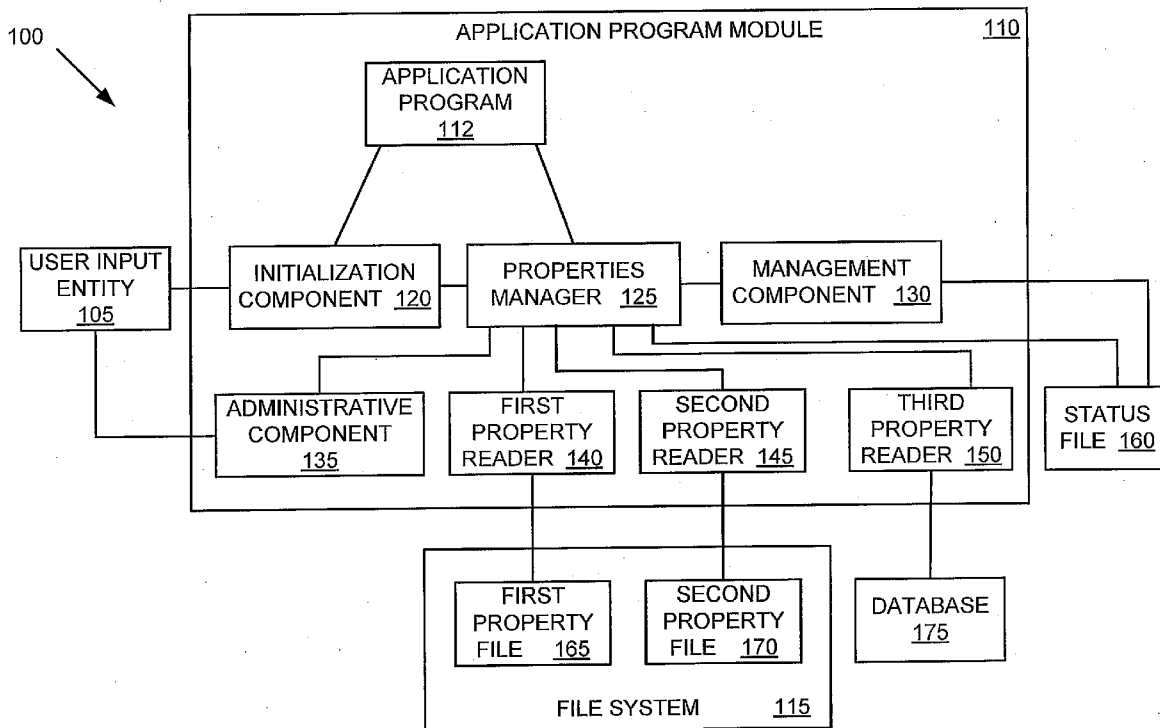 100
APPLICATION PROGRAM MODULE 110
APPLICATION
PROGRAM
112
USER INPUT
ENTITY
105
INITIALIZATION
COMPONENT 120
PROPERTIES
MANAGER 125
MANAGEMENT
COMPONENT 130
ADMINISTRATIVE
COMPONENT
135
FIRST
PROPERTY
READER 140
SECOND
PROPERTY
READER 145
THIRD
PROPERTY
READER 150
STATUS
FILE 160
FIRST
PROPERTY
FILE 165
SECOND
PROPERTY
FILE 170
DATABASE
175
FILE SYSTEM 115